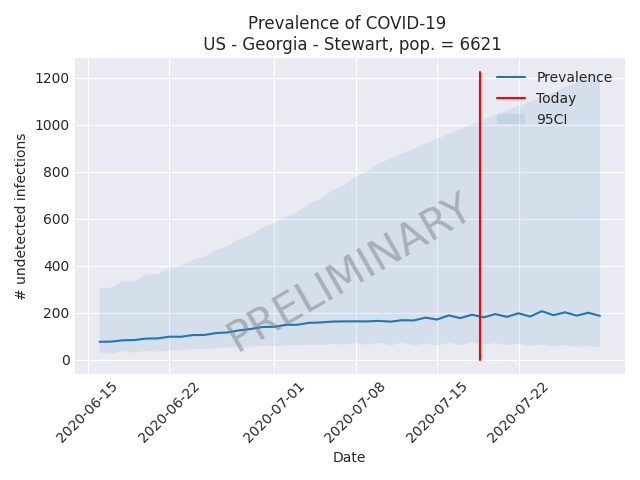 Prevalence of COVID-19
US - Georgia - Stewart, pop. = 6621
Prevalence
Today
95CI
PRELIMINARY
# undetected infections
1200
1000
800
600
400
200
0
2020-06-15
2020-06-22
2020-07-01
2020-07-08
2020-07-15
2020-07-22
Date